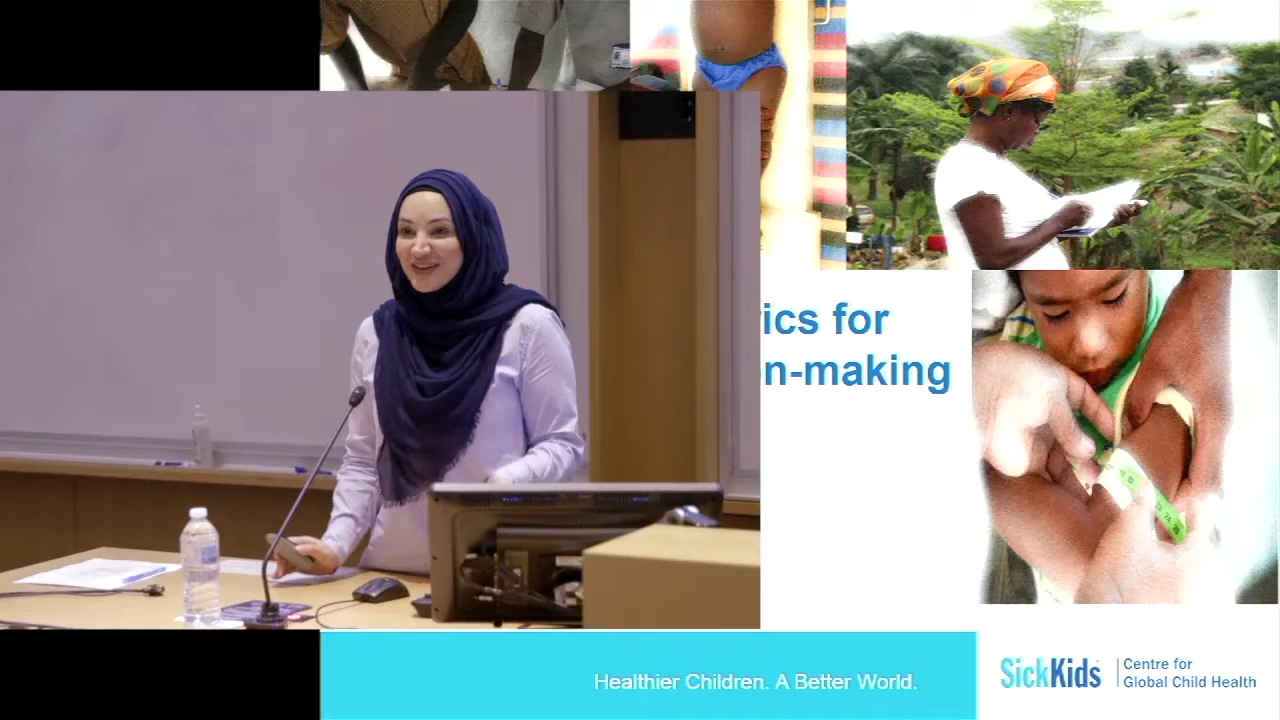 ics for
n-making
Healthier Children. A Better World.
SickKids
Centre for
Global Child Health